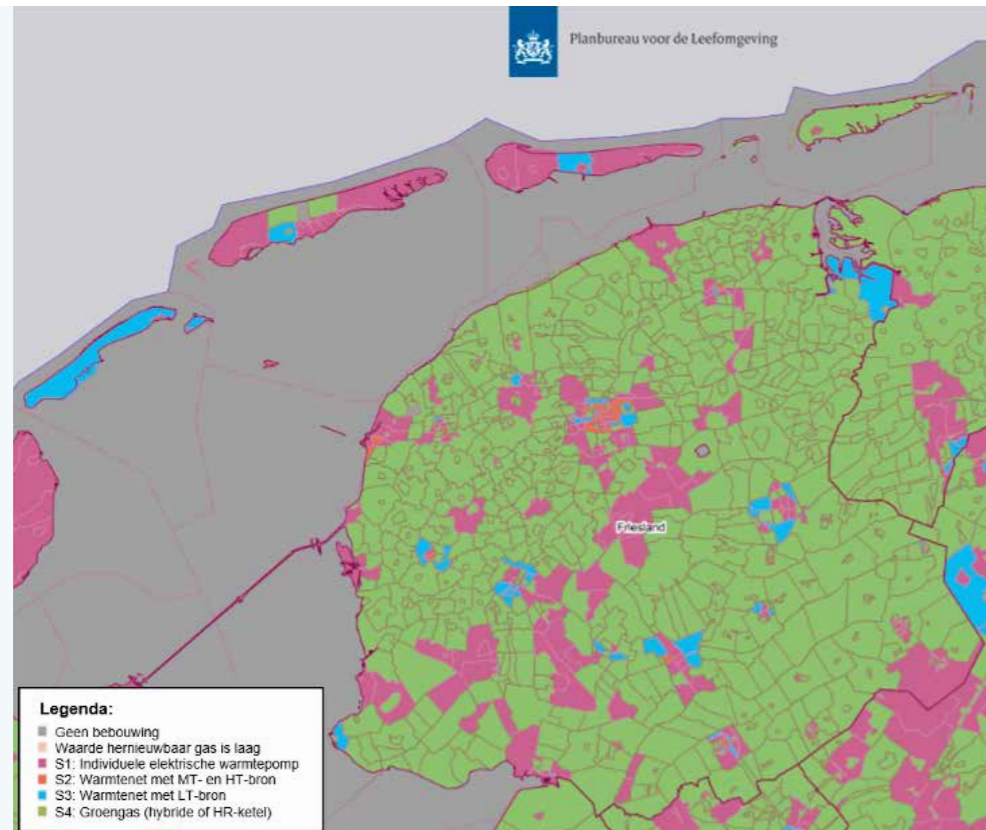 Planbureau voor de Leefomgeving
Friesland
Legenda:
Geen bebouwing
Waarde hernieuwbaar gas is laag
S1: Individuele elektrische warmtepomp
S2: Warmtenet met MT- en HT-bron
S3: Warmtenet met LT-bron
S4: Groengas (hybride of HR-ketel)